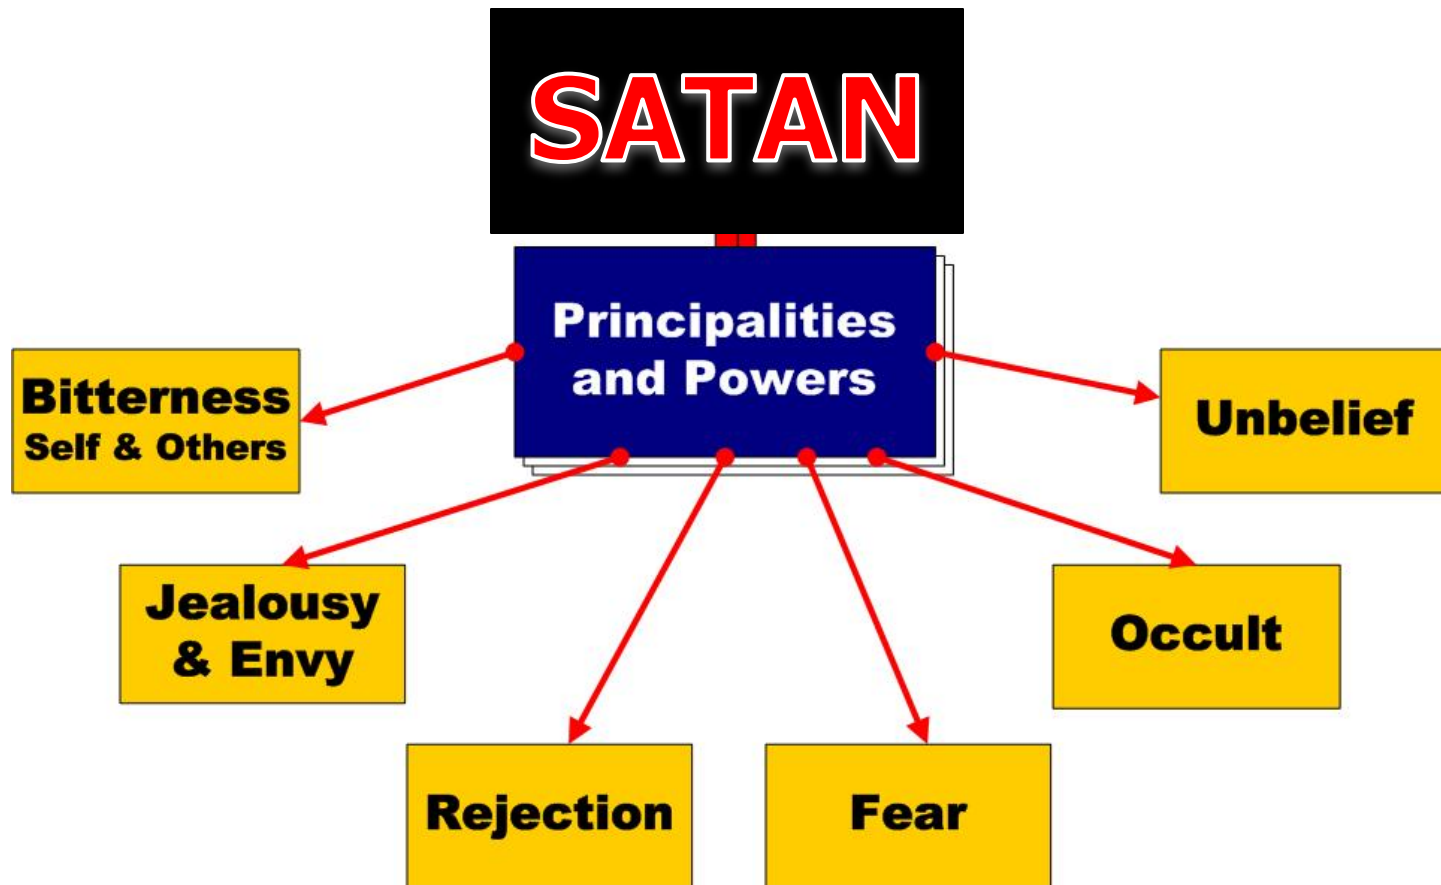 SATAN
Principalities
and Powers
Bitterness
Self & Others
Unbelief
Jealousy
& Envy
Occult
Rejection
Fear